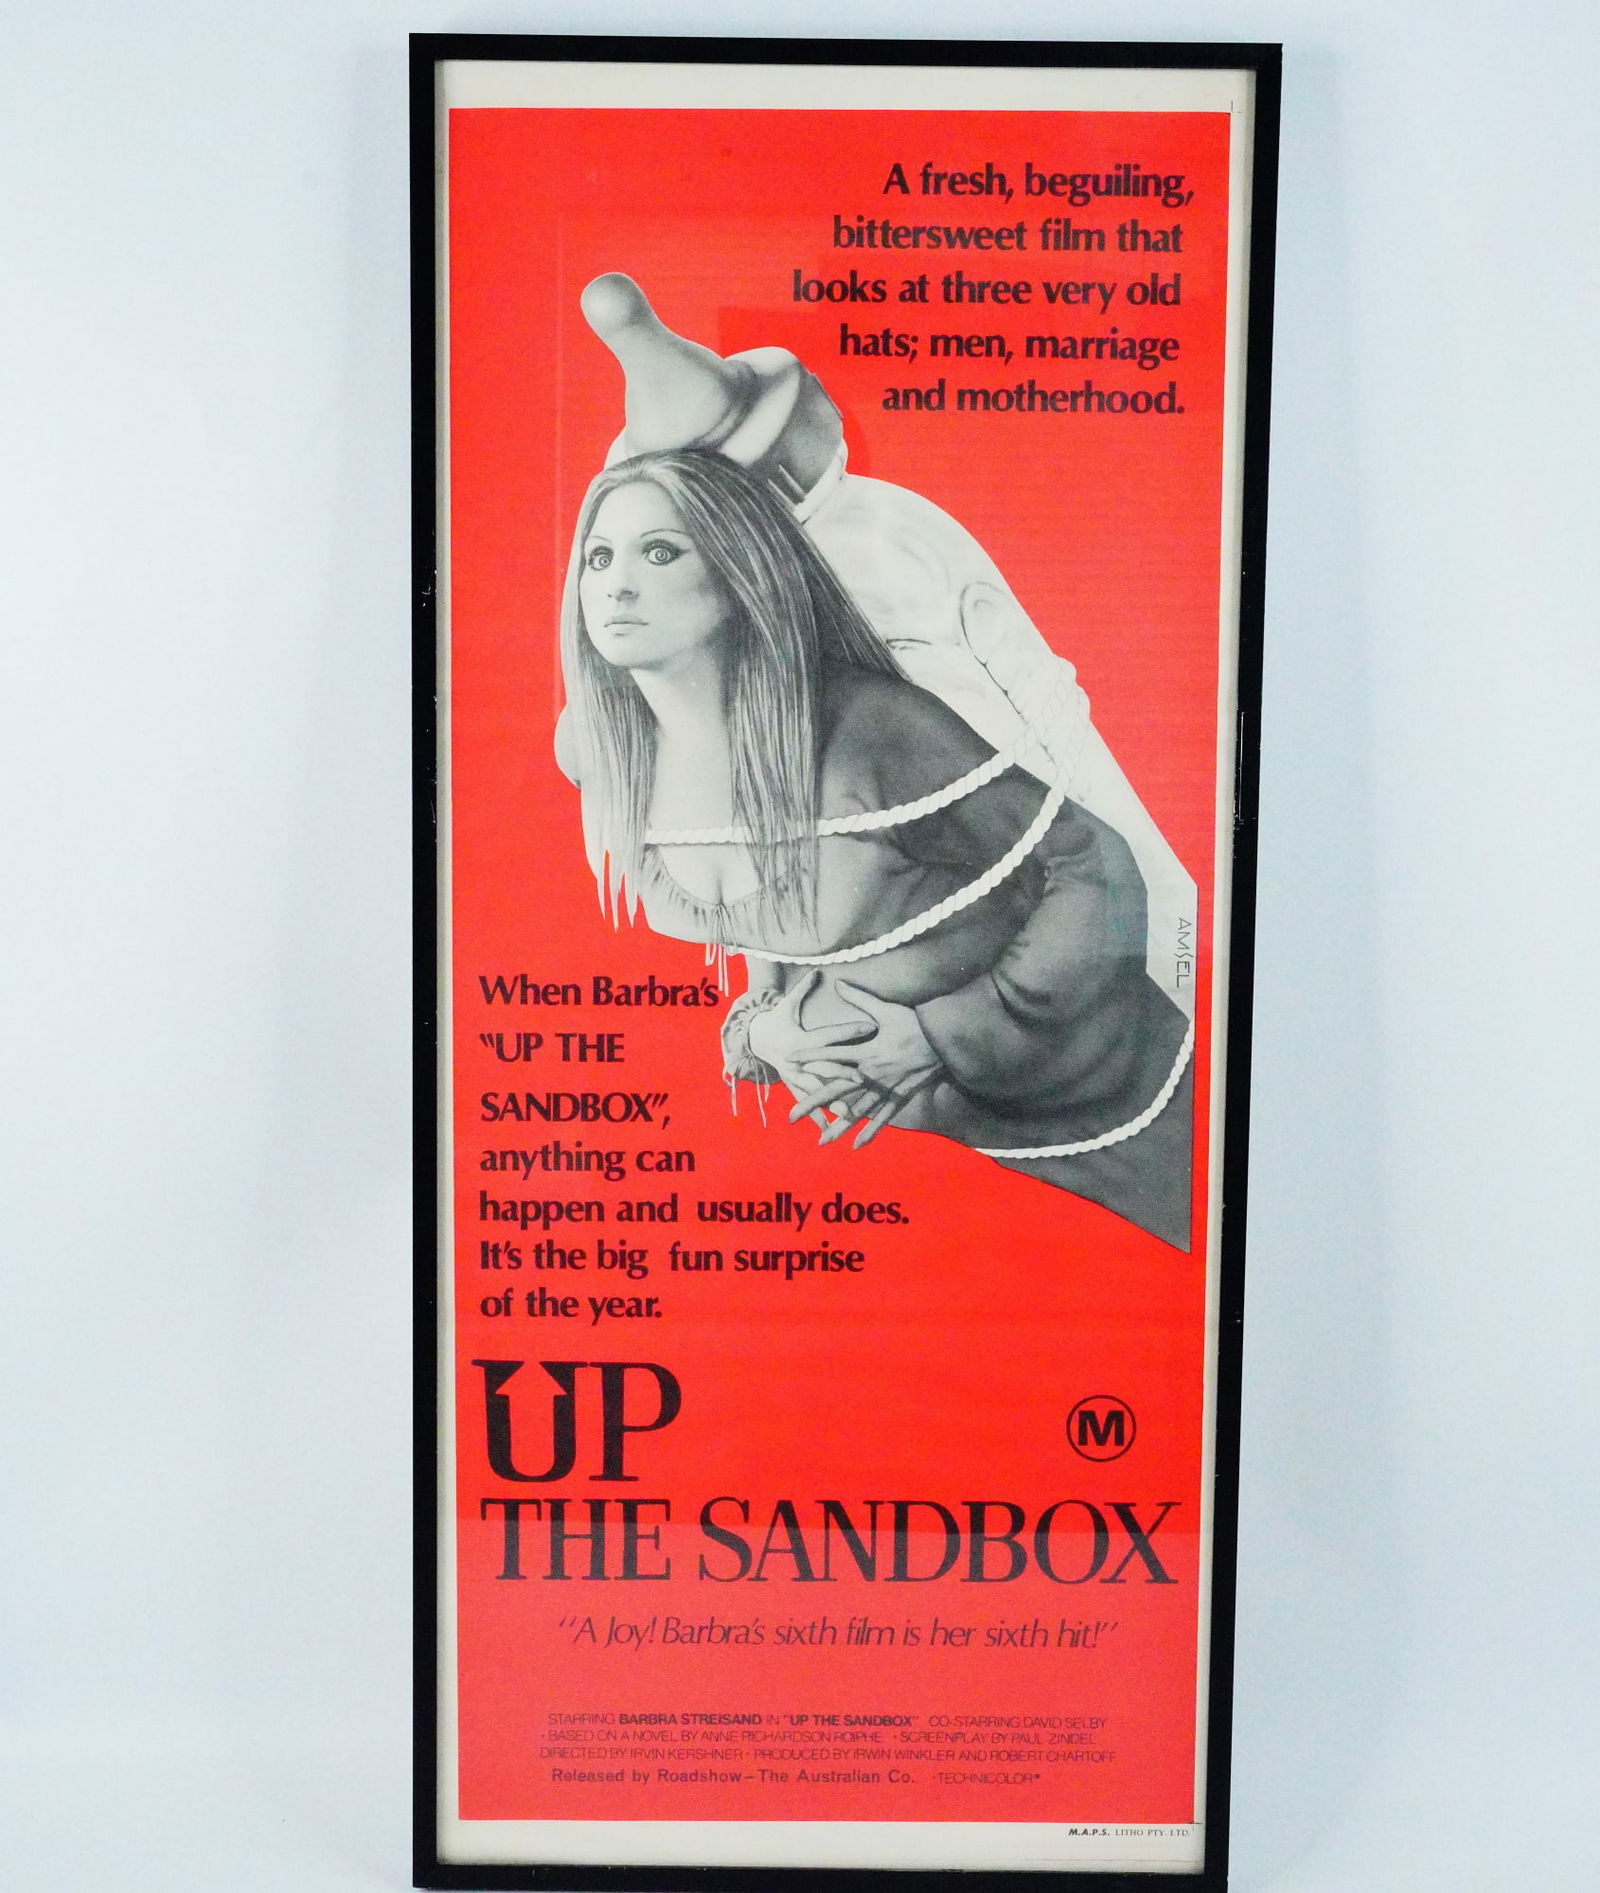 A fresh, beguiling,
bittersweet film that
looks at three very old
hats; men, marriage
and motherhood.
AMSEL
When Barbra's
"UP THE
SANDBOX",
anything can
happen and usually does.
It's the big fun surprise
of the year.
UP
M
THE SANDBOX
"A Joy! Barbra's sixth film is her sixth hit!"
STARRING BARBRA STREISAND IN "UP THE SANDBOX" CO-STARRING DAVID SELBY
• BASED ON A NOVEL BY ANNE RICHARDSON ROIPHE • SCREENPLAY BY PAUL ZINDEL
DIRECTED BY IRVIN KERSHNER • PRODUCED BY IRWIN WINKLER AND ROBERT CHARTOFF
Released by Roadshow—The Australian Co. •TECHNICOLOR®
M.A.P.S. LITHO PTY. LTD.